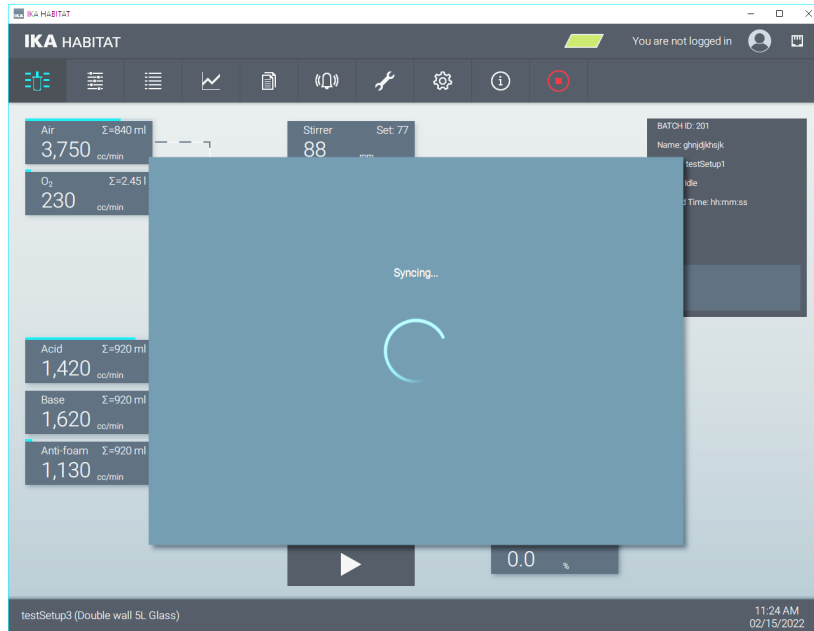 IKA HABITAT
IKA HABITAT
You are not logged in
Air Σ=840 ml
3,750 cc/min
O₂ Σ=2.45 l
230 cc/min
Stirrer Set: 77
88
BATCH ID: 201
Name: ghnjdjkhsjk
testSetup1
Idle
Time: hh:mm:ss
Syncing...
Acid Σ=920 ml
1,420 cc/min
Base Σ=920 ml
1,620 cc/min
Anti-foam Σ=920 ml
1,130 cc/min
0.0 %
testSetup3 (Double wall 5L Glass)
11:24 AM
02/15/2022